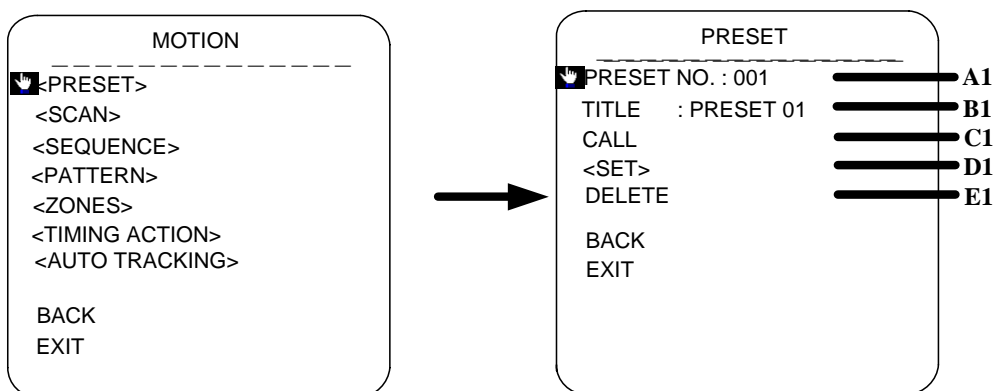 MOTION
<PRESET>
<SCAN>
<SEQUENCE>
<PATTERN>
<ZONES>
<TIMING ACTION>
<AUTO TRACKING>
BACK
EXIT
PRESET
PRESET NO. : 001 A1
TITLE : PRESET 01 B1
CALL C1
<SET> D1
DELETE E1
BACK
EXIT